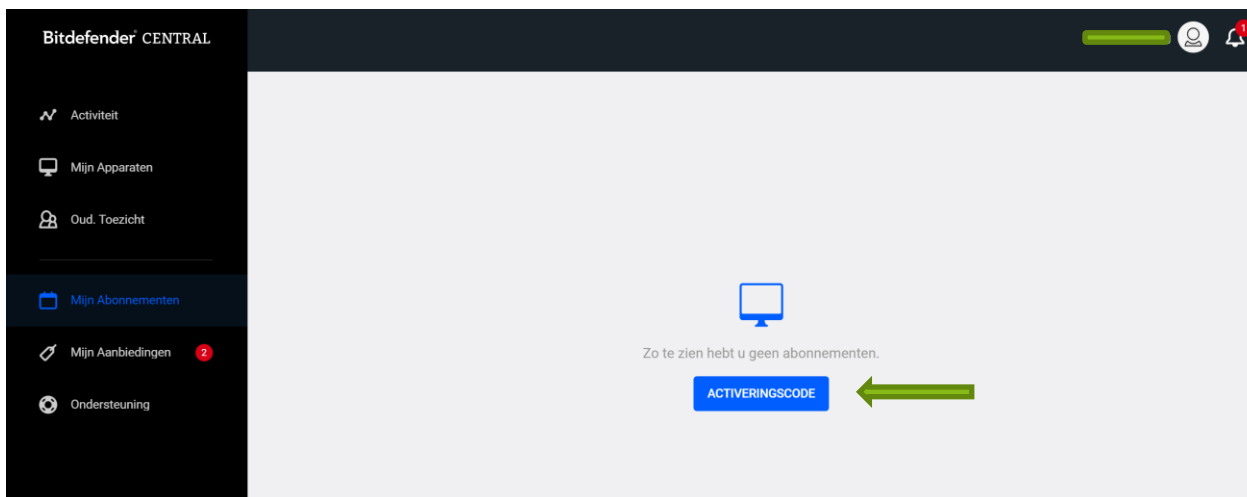 Bitdefender® CENTRAL
1
Activiteit
Mijn Apparaten
Oud. Toezicht
Mijn Abonnementen
Mijn Aanbiedingen 2
Ondersteuning
Zo te zien hebt u geen abonnementen.
ACTIVERINGSCODE